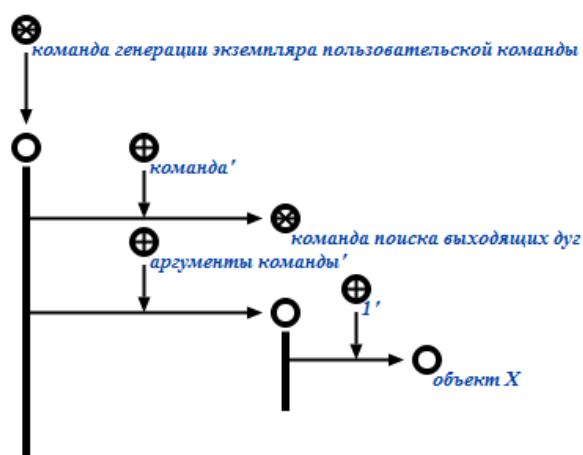 команда генерации экземпляра пользовательской команды
команда'
команда поиска выходящих дуг
аргументы команды'
1'
объект X